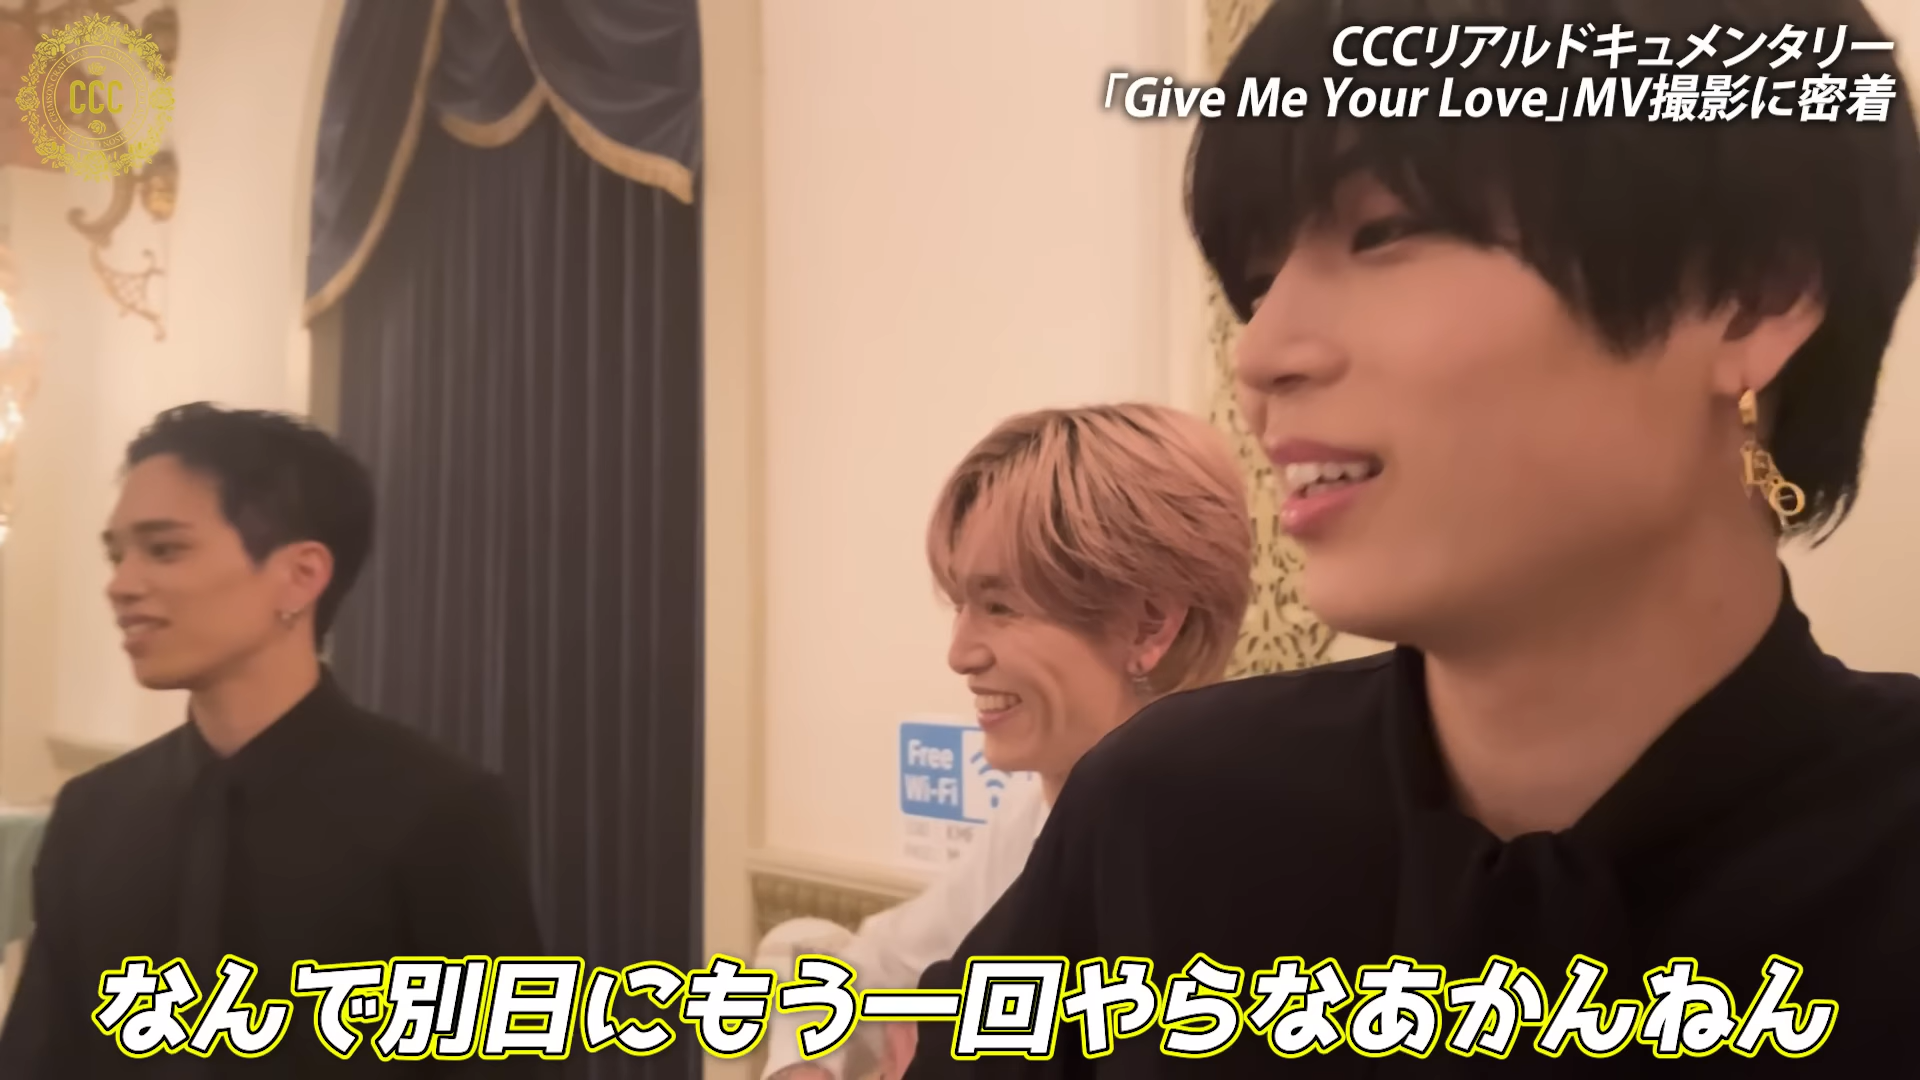 CCC
CCCリアルドキュメンタリー
「Give Me Your Love」MV撮影に密着
Free
Wi-Fi
なんで別日にもう一回やらなあかんねん